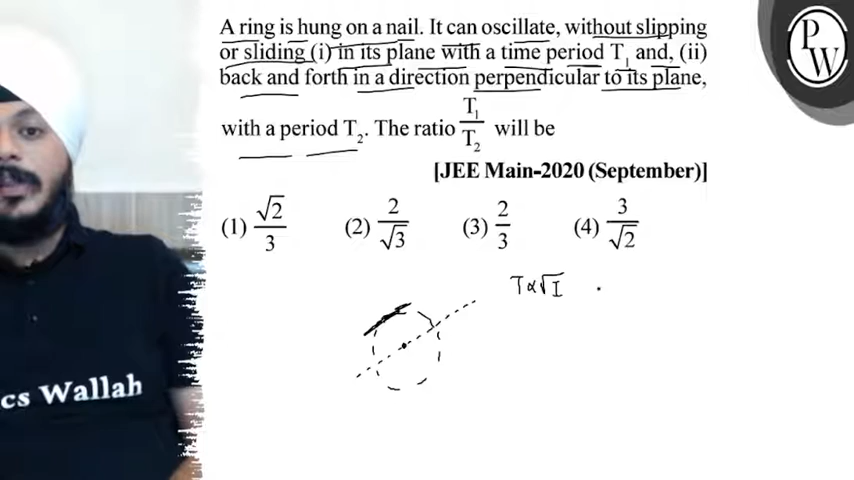 A ring is hung on a nail. It can oscillate, without slipping
or sliding (i) in its plane with a time period T₁ and, (ii)
back and forth in a direction perpendicular to its plane,
with a period T₂. The ratio T₁/T₂ will be
[JEE Main-2020 (September)]
(1) √2/3 (2) 2/√3 (3) 2/3 (4) 3/√2
T∝√I
cs Wallah
PW